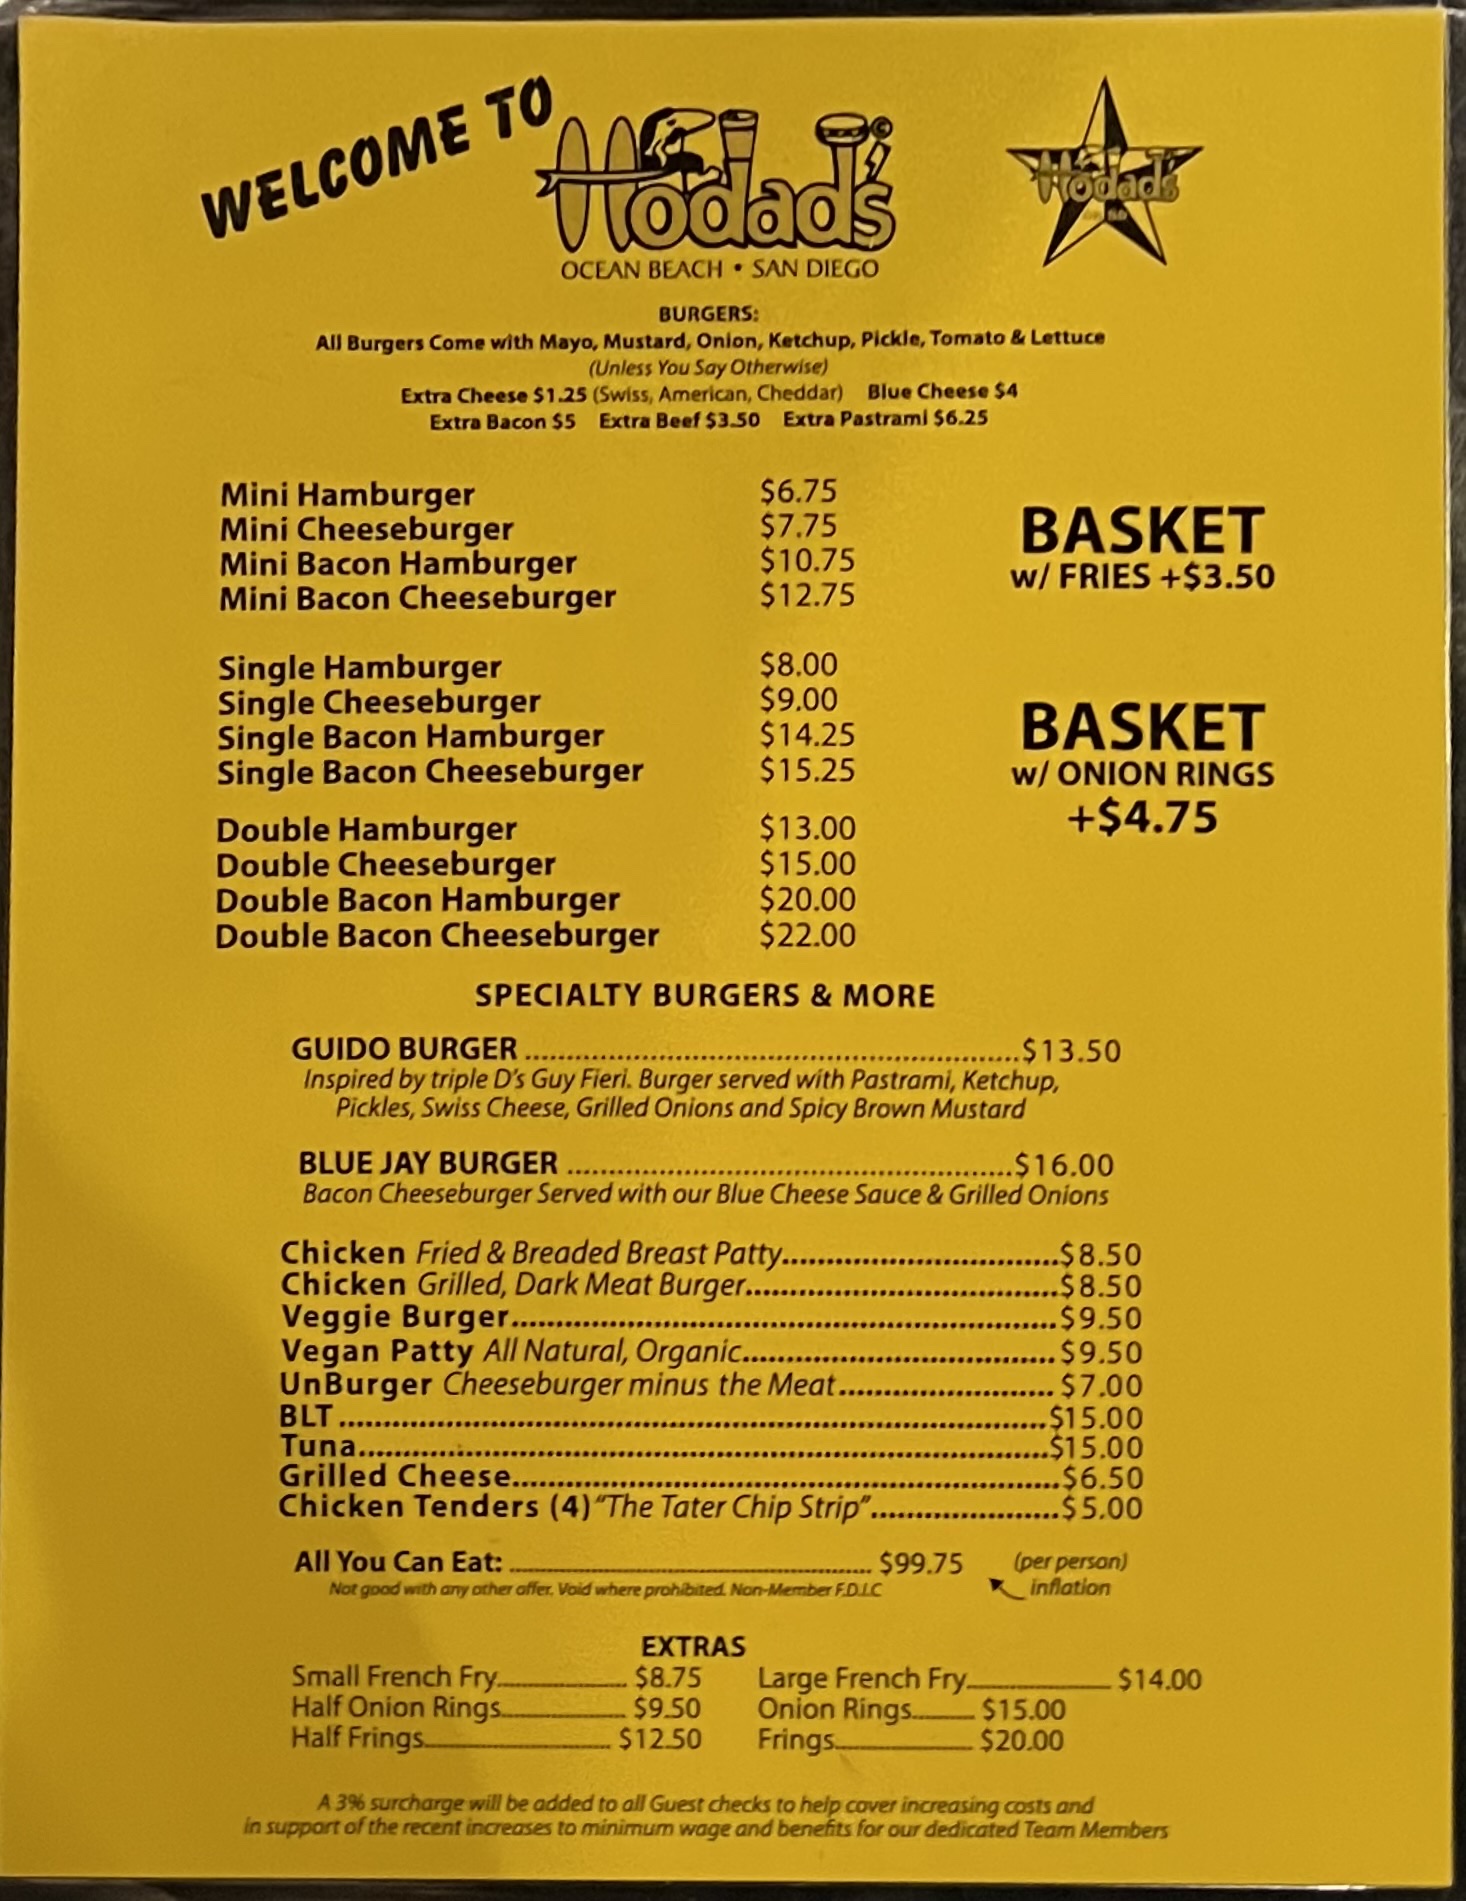 WELCOME TO
Hodad's ©
OCEAN BEACH • SAN DIEGO
Hodad's
BURGERS:
All Burgers Come with Mayo, Mustard, Onion, Ketchup, Pickle, Tomato & Lettuce
(Unless You Say Otherwise)
Extra Cheese $1.25 (Swiss, American, Cheddar) Blue Cheese $4
Extra Bacon $5 Extra Beef $3.50 Extra Pastrami $6.25
Mini Hamburger $6.75
Mini Cheeseburger $7.75
Mini Bacon Hamburger $10.75
Mini Bacon Cheeseburger $12.75
BASKET
w/ FRIES +$3.50
Single Hamburger $8.00
Single Cheeseburger $9.00
Single Bacon Hamburger $14.25
Single Bacon Cheeseburger $15.25
BASKET
w/ ONION RINGS
+$4.75
Double Hamburger $13.00
Double Cheeseburger $15.00
Double Bacon Hamburger $20.00
Double Bacon Cheeseburger $22.00
SPECIALTY BURGERS & MORE
GUIDO BURGER $13.50
Inspired by triple D's Guy Fieri. Burger served with Pastrami, Ketchup,
Pickles, Swiss Cheese, Grilled Onions and Spicy Brown Mustard
BLUE JAY BURGER $16.00
Bacon Cheeseburger Served with our Blue Cheese Sauce & Grilled Onions
Chicken Fried & Breaded Breast Patty $8.50
Chicken Grilled, Dark Meat Burger $8.50
Veggie Burger $9.50
Vegan Patty All Natural, Organic $9.50
UnBurger Cheeseburger minus the Meat $7.00
BLT $15.00
Tuna $15.00
Grilled Cheese $6.50
Chicken Tenders (4) "The Tater Chip Strip" $5.00
All You Can Eat: $99.75 (per person)
Not good with any other offer. Void where prohibited. Non-Member F.D.I.C inflation
EXTRAS
Small French Fry $8.75 Large French Fry $14.00
Half Onion Rings $9.50 Onion Rings $15.00
Half Frings $12.50 Frings $20.00
A 3% surcharge will be added to all Guest checks to help cover increasing costs and
in support of the recent increases to minimum wage and benefits for our dedicated Team Members